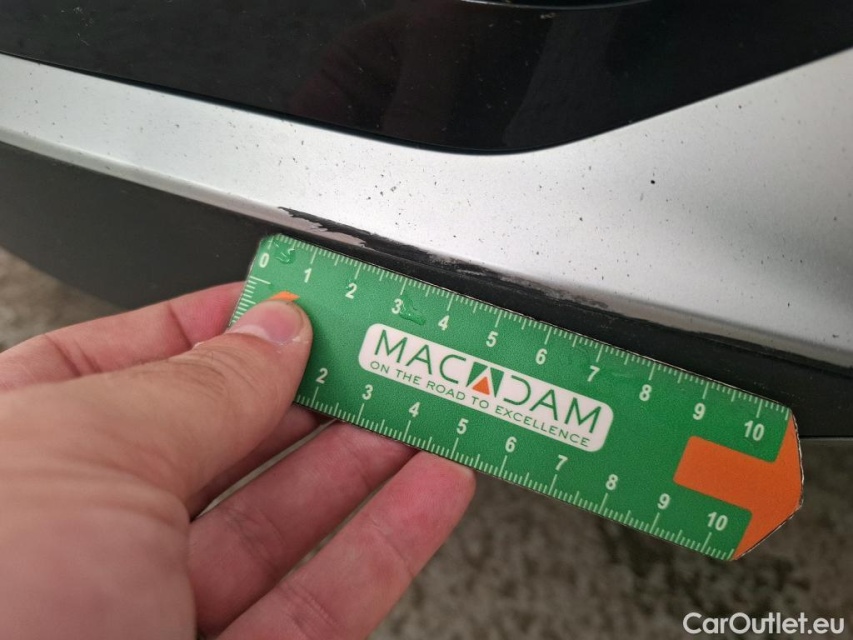 0 1 2 3 4 5 6 7 8 9 10
MACADAM
ON THE ROAD TO EXCELLENCE
2 3 4 5 6 7 8 9 10
CarOutlet.eu